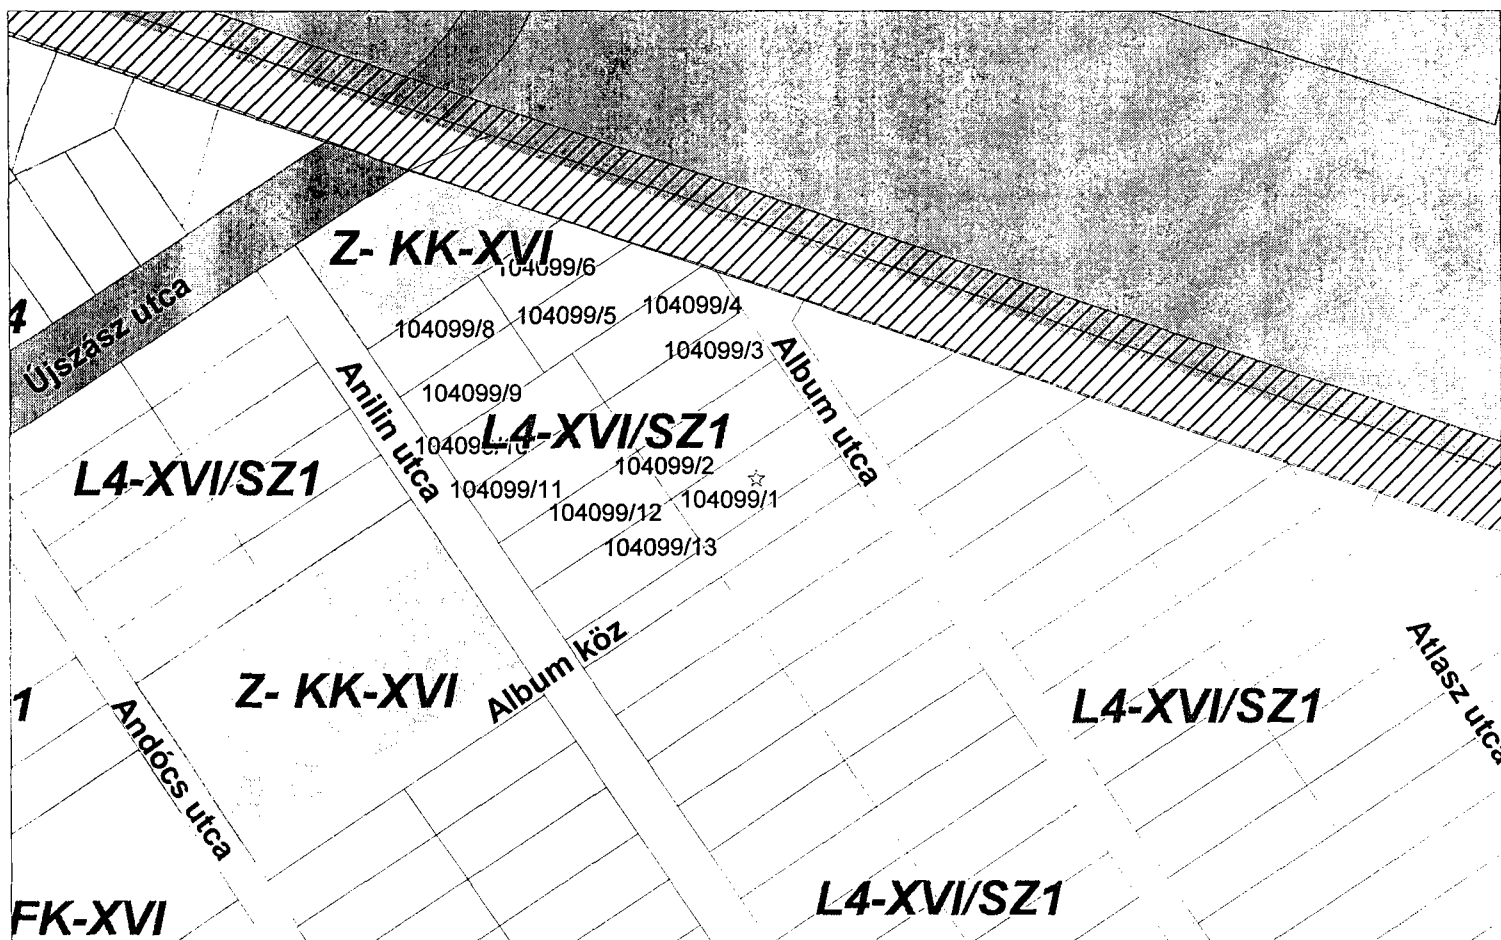 Z- KK-XVI
104099/6
104099/4
104099/5
104099/8
4
Újszász utca
104099/3
Album utca
Anilin utca
104099/9
L4-XVI/SZ1
104099/10
104099/2
L4-XVI/SZ1
104099/1
104099/11
104099/12
104099/13
Album köz
Atlasz utca
Z- KK-XVI
1
L4-XVI/SZ1
Andócs utca
L4-XVI/SZ1
FK-XVI